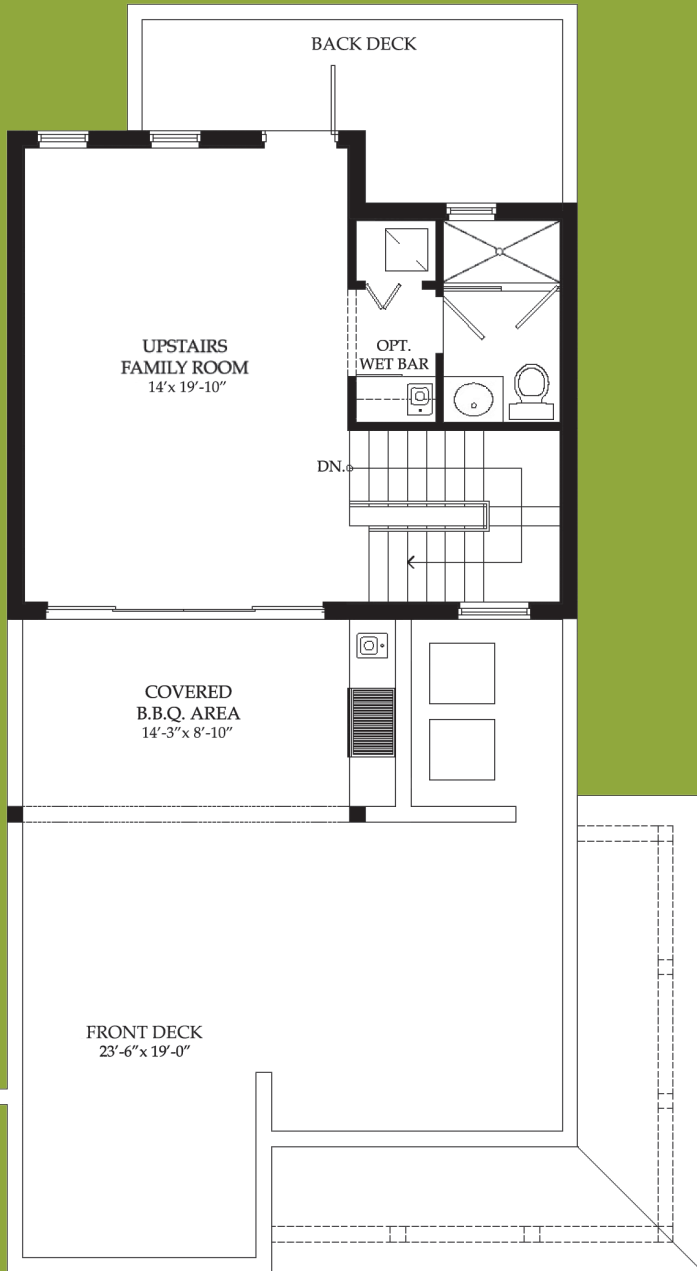 BACK DECK
UPSTAIRS
FAMILY ROOM
14'x 19'-10"
OPT.
WET BAR
DN.
COVERED
B.B.Q. AREA
14'-3"x 8'-10"
FRONT DECK
23'-6"x 19'-0"